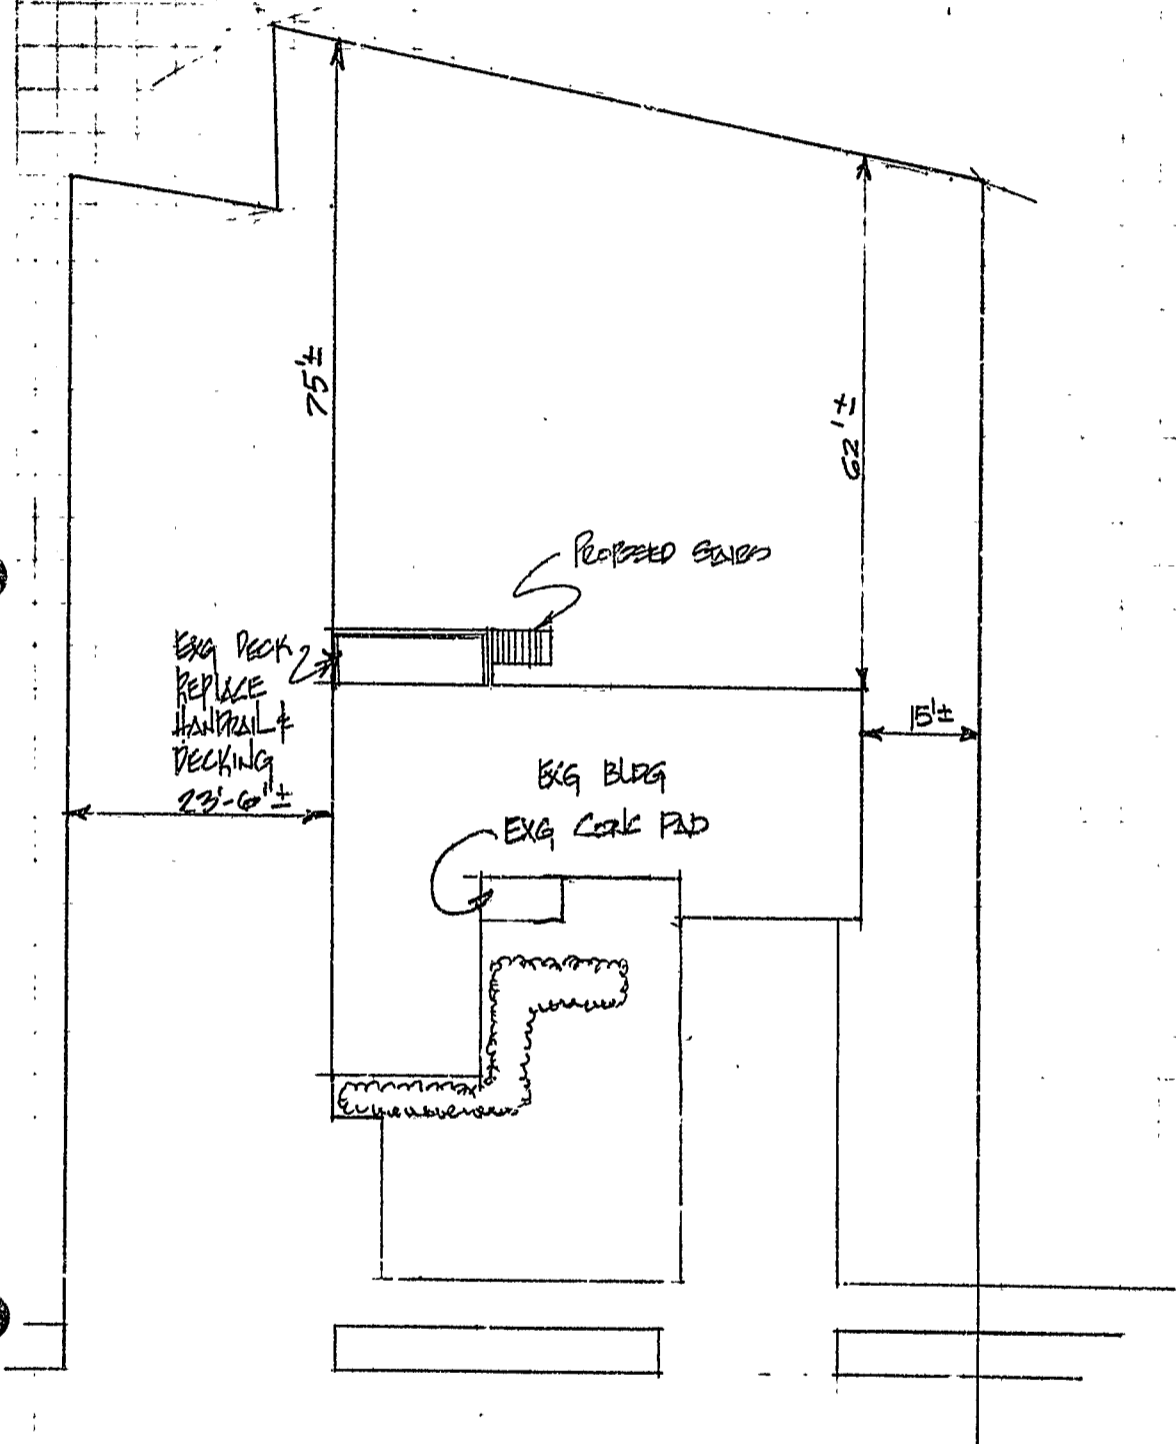 75'±
62'±
PROPOSED STAIRS
EXG DECK
REPLACE
HANDRAIL &
DECKING
23'-6"±
15'±
EXG BLDG
EXG CONC PAD